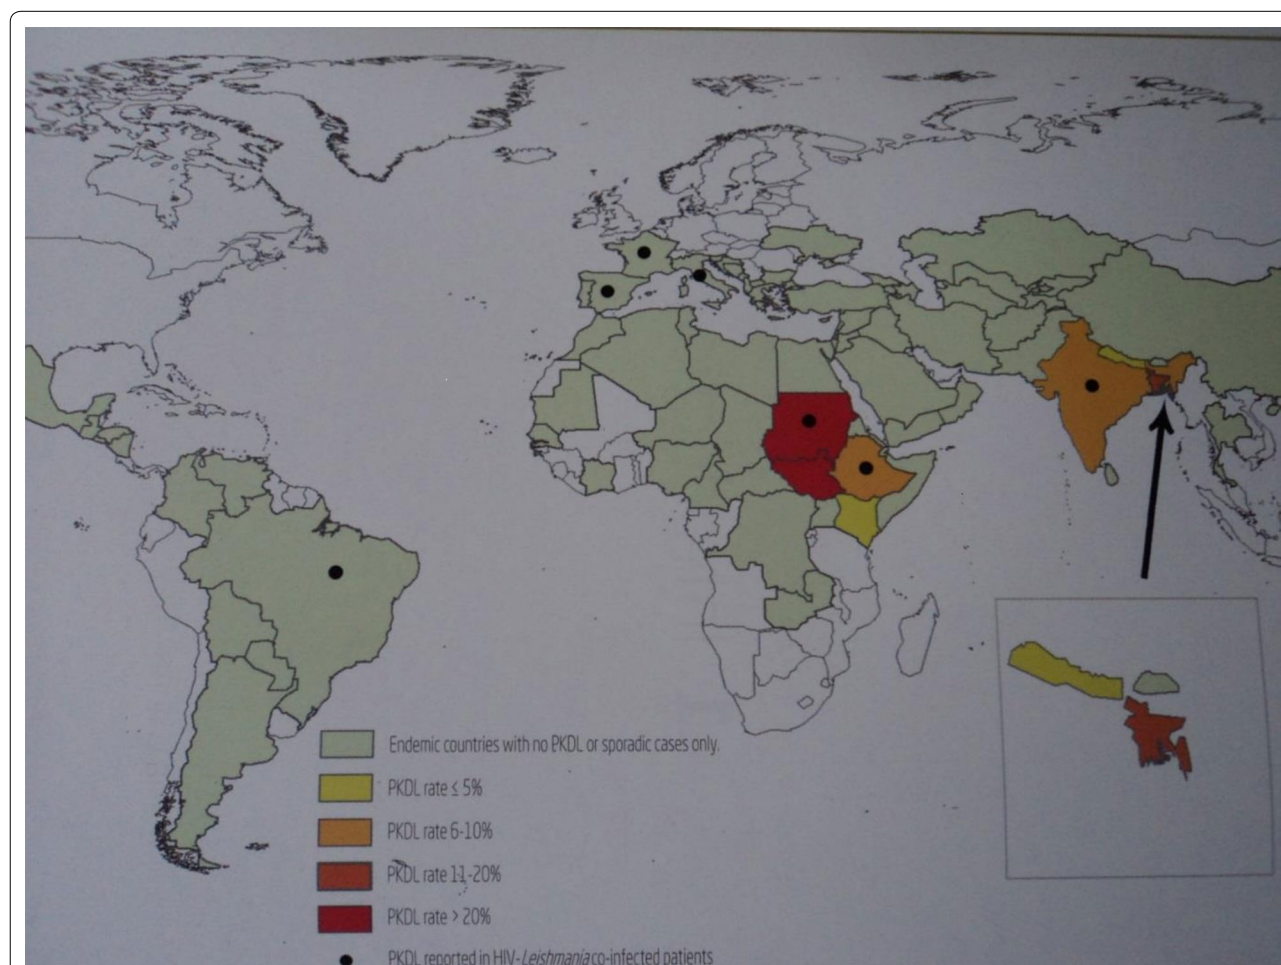 Endemic countries with no PKDL or sporadic cases only.
PKDL rate ≤ 5%
PKDL rate 6-10%
PKDL rate 11-20%
PKDL rate > 20%
PKDL reported in HIV-Leishmania co-infected patients